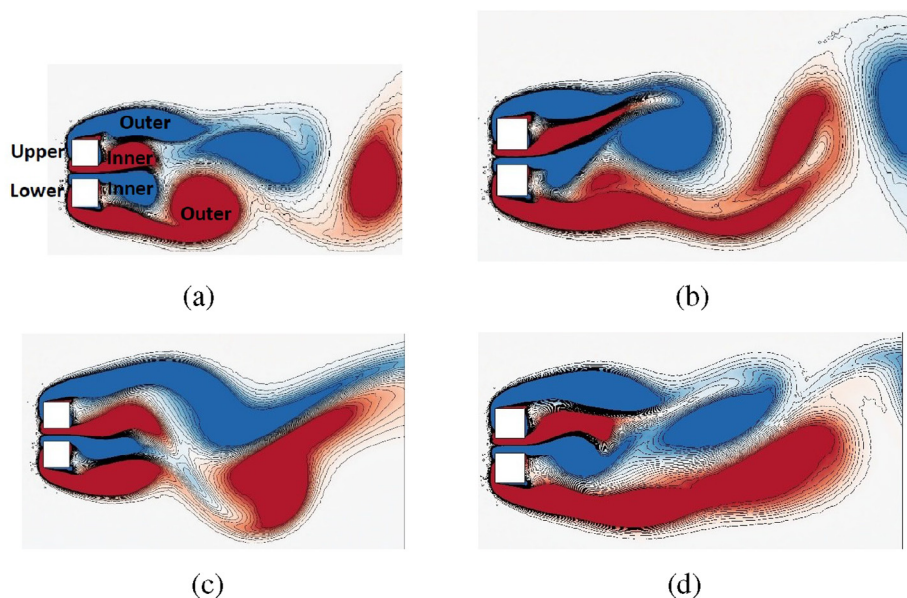 Outer
Upper
Inner
Lower
Inner
Outer
(a)
(b)
(c)
(d)